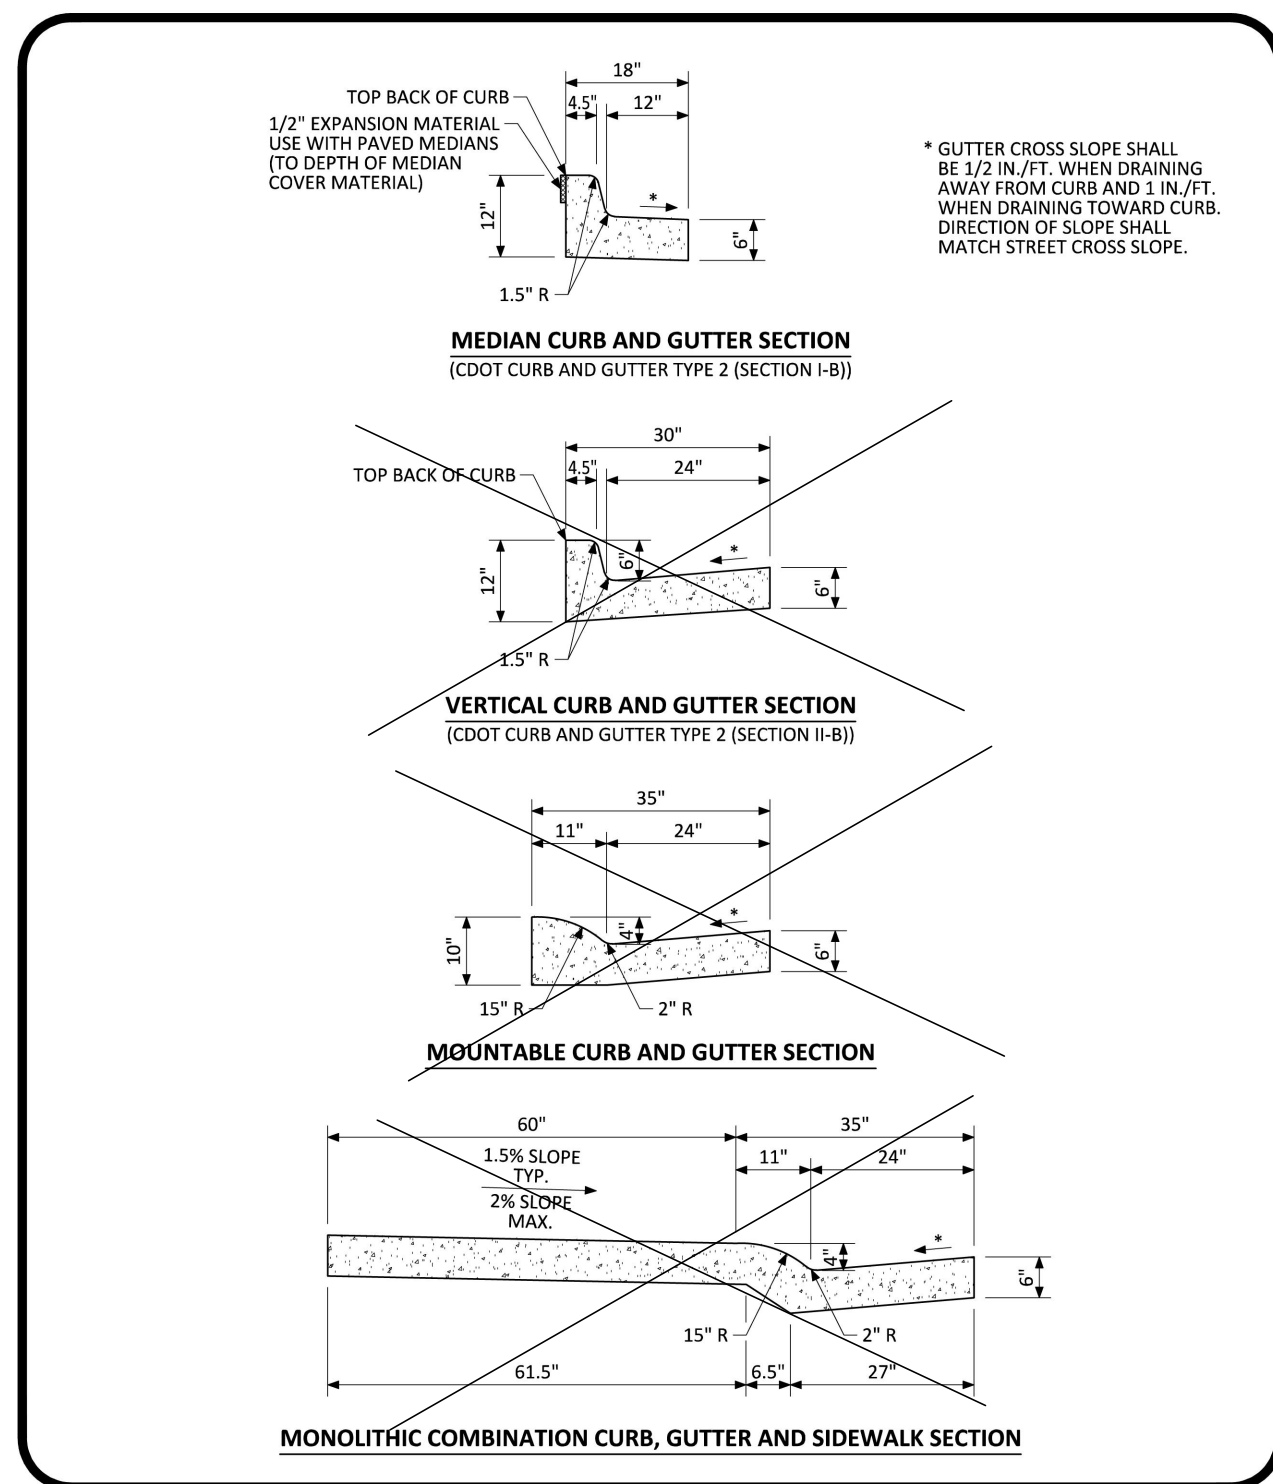 18"
TOP BACK OF CURB
4.5"
12"
1/2" EXPANSION MATERIAL
USE WITH PAVED MEDIANS
(TO DEPTH OF MEDIAN
COVER MATERIAL)
* GUTTER CROSS SLOPE SHALL
BE 1/2 IN./FT. WHEN DRAINING
AWAY FROM CURB AND 1 IN./FT.
WHEN DRAINING TOWARD CURB.
DIRECTION OF SLOPE SHALL
MATCH STREET CROSS SLOPE.
*
12"
6"
1.5" R
MEDIAN CURB AND GUTTER SECTION
(CDOT CURB AND GUTTER TYPE 2 (SECTION I-B))
30"
4.5"
24"
TOP BACK OF CURB
*
12"
6"
6"
1.5" R
VERTICAL CURB AND GUTTER SECTION
(CDOT CURB AND GUTTER TYPE 2 (SECTION II-B))
35"
11"
24"
*
10"
4"
6"
15" R
2" R
MOUNTABLE CURB AND GUTTER SECTION
60"
35"
1.5% SLOPE
TYP.
11"
24"
2% SLOPE
MAX.
*
4"
6"
15" R
2" R
61.5"
6.5"
27"
MONOLITHIC COMBINATION CURB, GUTTER AND SIDEWALK SECTION